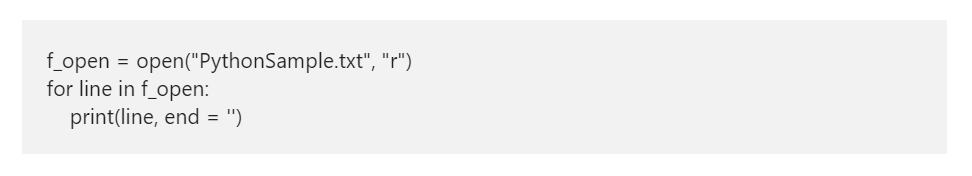 f_open = open("PythonSample.txt", "r")
for line in f_open:
    print(line, end = '')